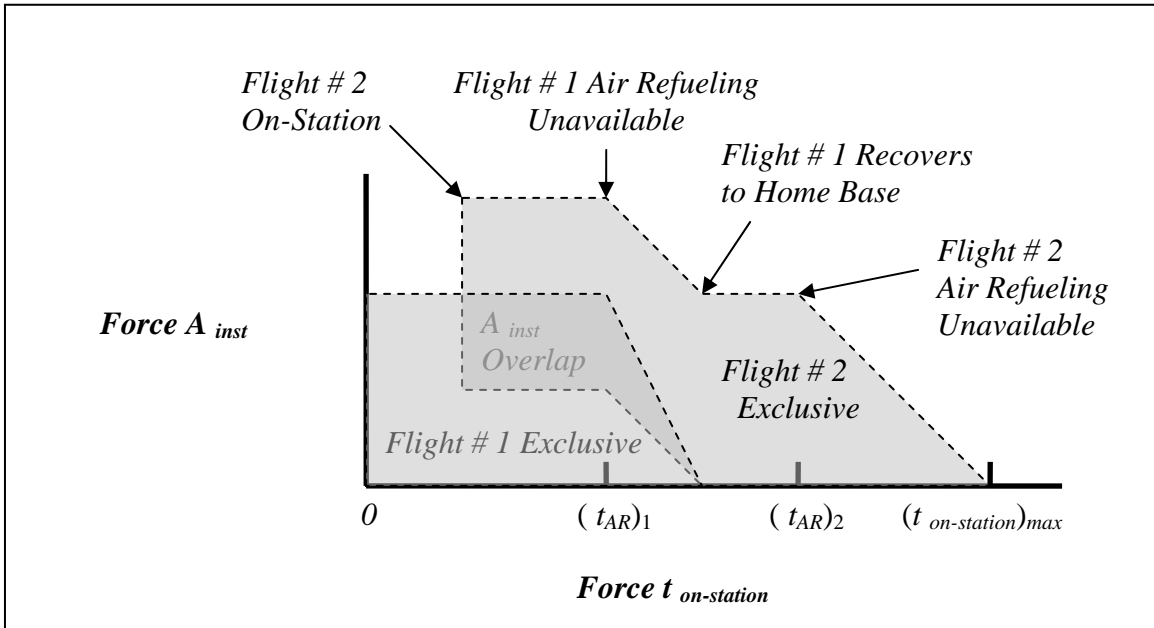 Flight # 2
On-Station
Flight # 1 Air Refueling
Unavailable
Flight # 1 Recovers
to Home Base
Flight # 2
Air Refueling
Unavailable
Force A inst
A inst
Overlap
Flight # 2
Exclusive
Flight # 1 Exclusive
0
( tAR)1
( tAR)2
(t on-station)max
Force t on-station